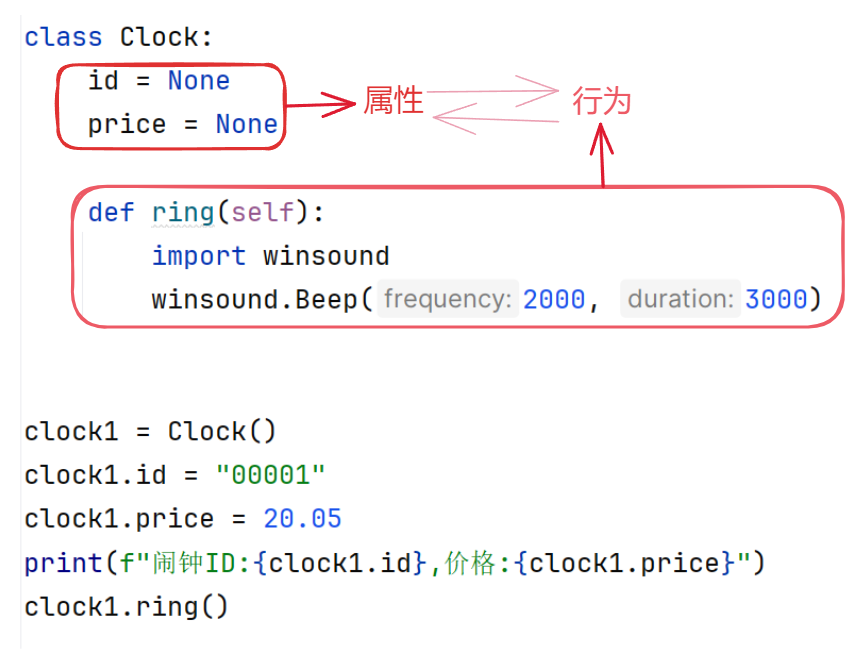 class Clock:
id = None
price = None
属性
行为
def ring(self):
import winsound
winsound.Beep(frequency: 2000, duration: 3000)
clock1 = Clock()
clock1.id = "00001"
clock1.price = 20.05
print(f"闹钟ID:{clock1.id},价格:{clock1.price}")
clock1.ring()